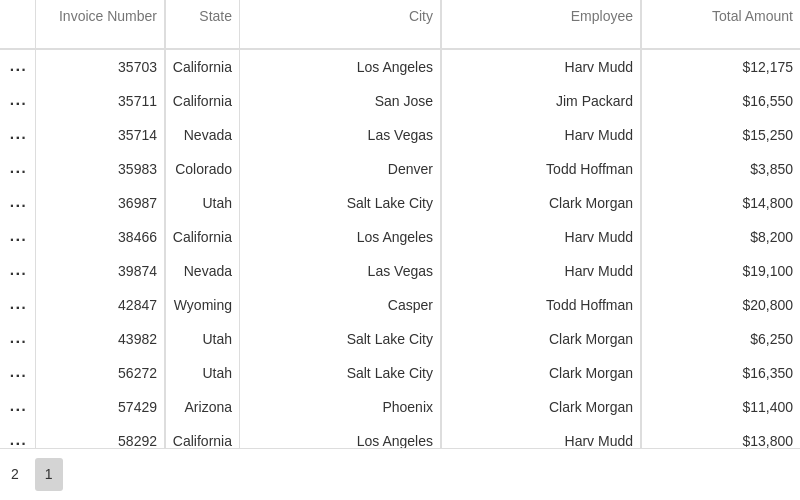 Invoice Number State City Employee Total Amount
... 35703 California Los Angeles Harv Mudd $12,175
... 35711 California San Jose Jim Packard $16,550
... 35714 Nevada Las Vegas Harv Mudd $15,250
... 35983 Colorado Denver Todd Hoffman $3,850
... 36987 Utah Salt Lake City Clark Morgan $14,800
... 38466 California Los Angeles Harv Mudd $8,200
... 39874 Nevada Las Vegas Harv Mudd $19,100
... 42847 Wyoming Casper Todd Hoffman $20,800
... 43982 Utah Salt Lake City Clark Morgan $6,250
... 56272 Utah Salt Lake City Clark Morgan $16,350
... 57429 Arizona Phoenix Clark Morgan $11,400
... 58292 California Los Angeles Harv Mudd $13,800
2 1